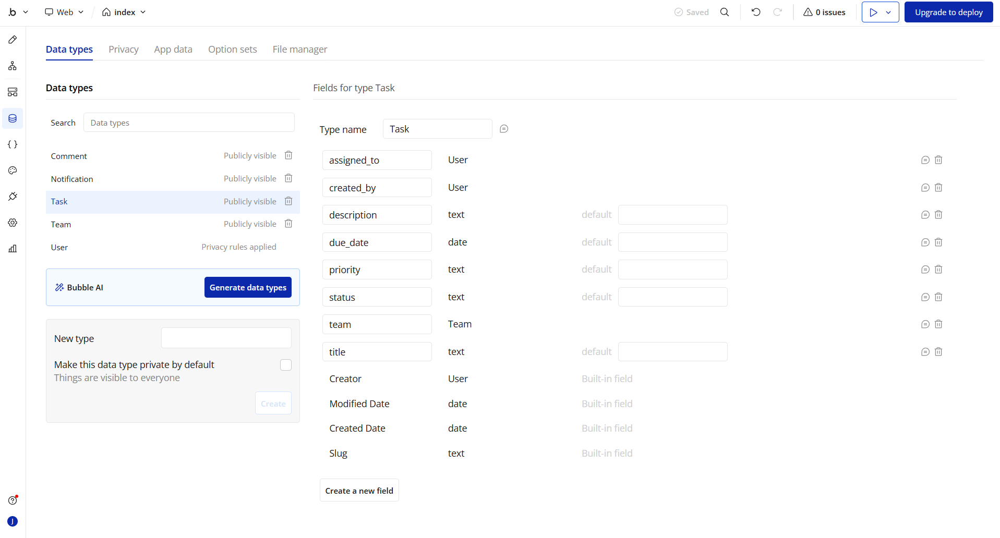 .b Web index Saved 0 issues Upgrade to deploy
Data types Privacy App data Option sets File manager
Data types
Search Data types
Comment Publicly visible
Notification Publicly visible
Task Publicly visible
Team Publicly visible
User Privacy rules applied
Bubble AI Generate data types
New type
Make this data type private by default
Things are visible to everyone
Create
Fields for type Task
Type name Task
assigned_to User
created_by User
description text default
due_date date default
priority text default
status text default
team Team
title text default
Creator User Built-in field
Modified Date date Built-in field
Created Date date Built-in field
Slug text Built-in field
Create a new field
J